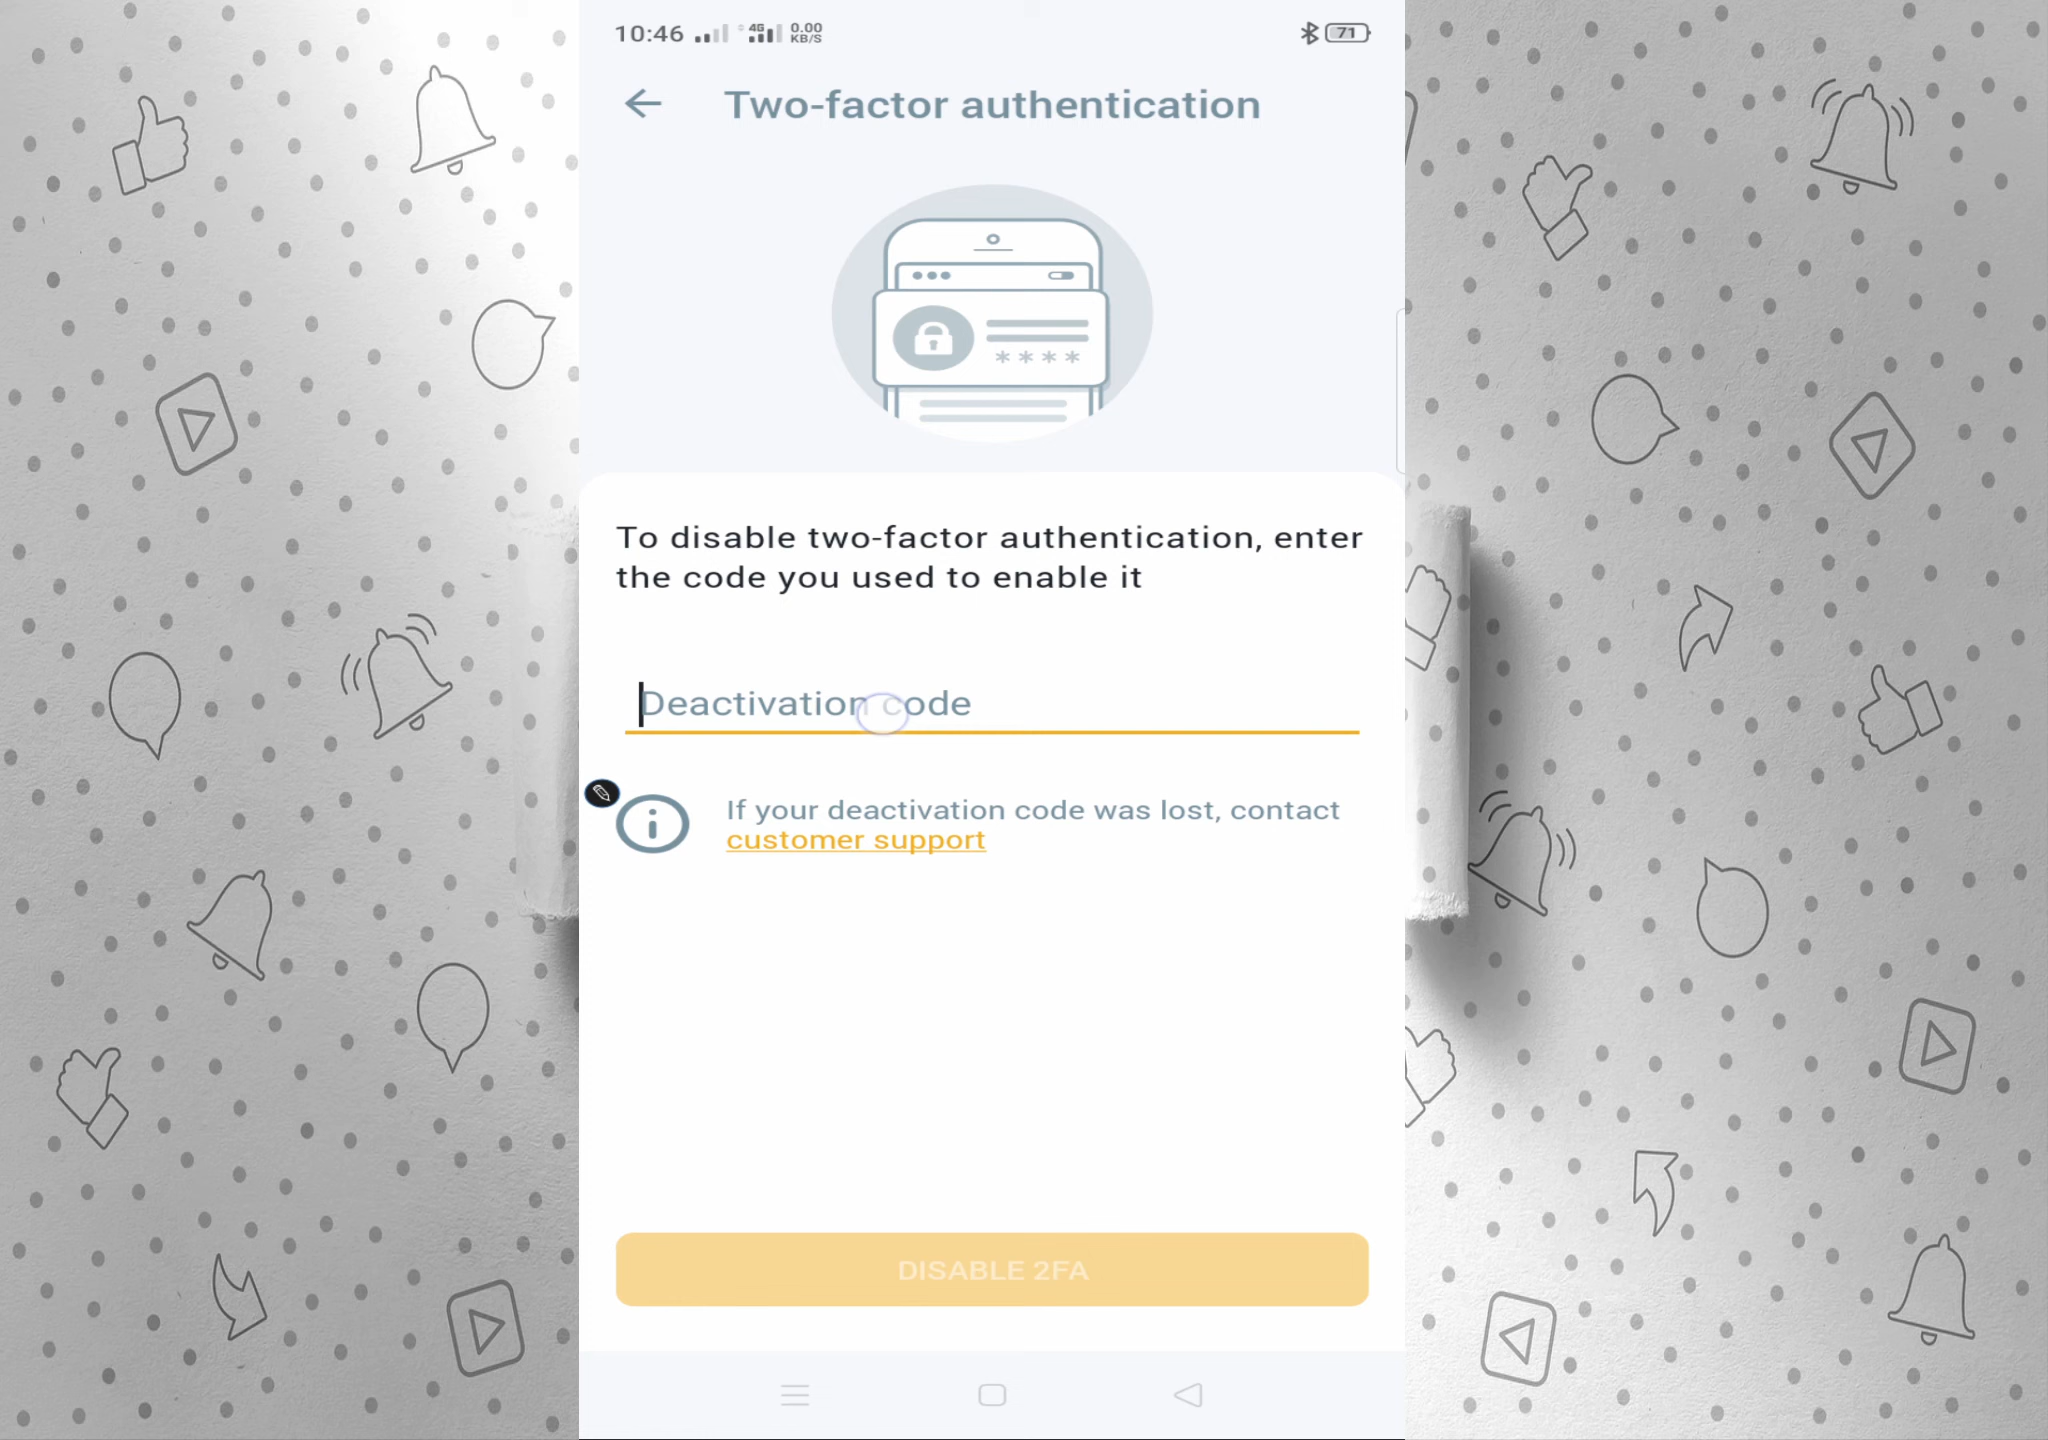 10:46 4G 0.00 KB/S 71
Two-factor authentication
* * * *
To disable two-factor authentication, enter
the code you used to enable it
Deactivation code
If your deactivation code was lost, contact
customer support
DISABLE 2FA